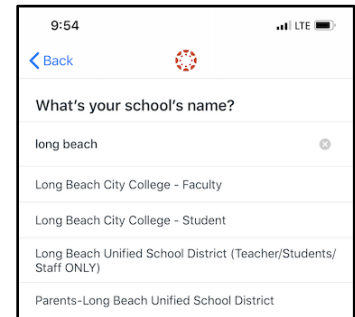 9:54
LTE
Back
What's your school's name?
long beach
Long Beach City College - Faculty
Long Beach City College - Student
Long Beach Unified School District (Teacher/Students/
Staff ONLY)
Parents-Long Beach Unified School District